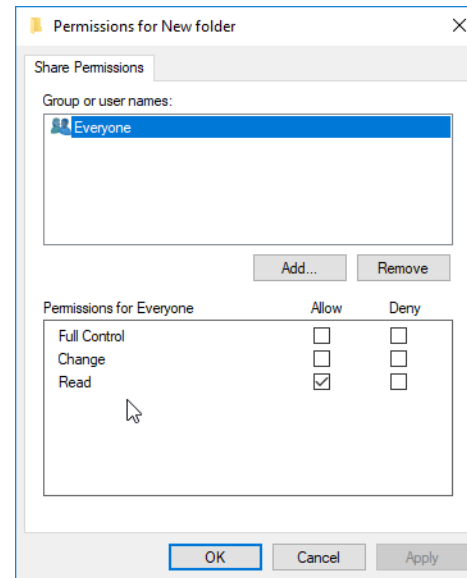 Permissions for New folder
Share Permissions
Group or user names:
Everyone
Add... Remove
Permissions for Everyone Allow Deny
Full Control
Change
Read
OK Cancel Apply